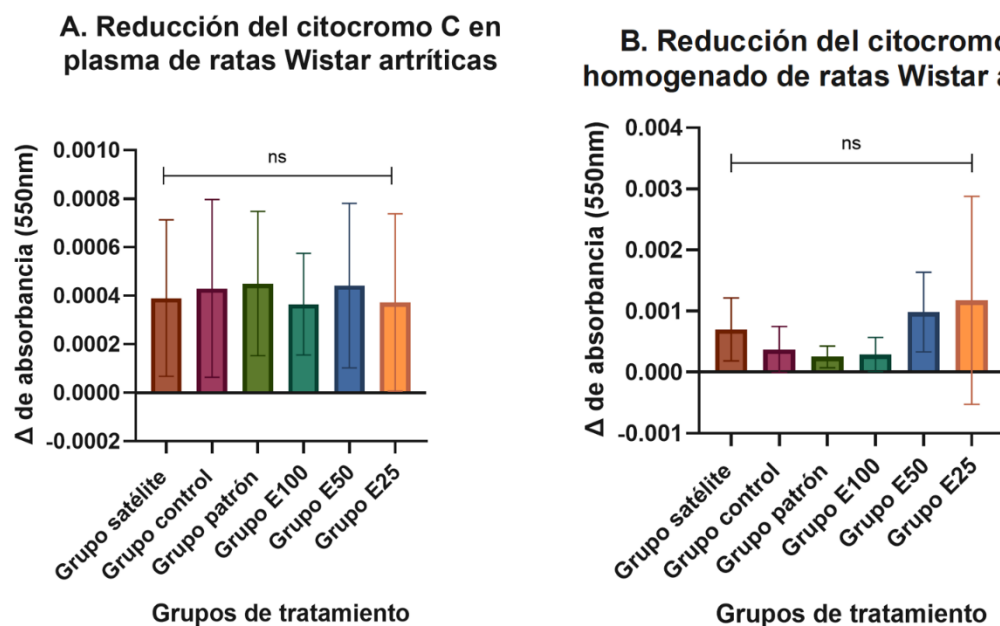 A. Reducción del citocromo C en
plasma de ratas Wistar artríticas
Δ de absorbancia (550nm)
0.0010
0.0008
0.0006
0.0004
0.0002
0.0000
-0.0002
ns
Grupo satélite
Grupo control
Grupo patrón
Grupo E100
Grupo E50
Grupo E25
Grupos de tratamiento
B. Reducción del citocromo
homogenado de ratas Wistar a
Δ de absorbancia (550nm)
0.004
0.003
0.002
0.001
0.000
-0.001
ns
Grupo satélite
Grupo control
Grupo patrón
Grupo E100
Grupo E50
Grupo E25
Grupos de tratamiento